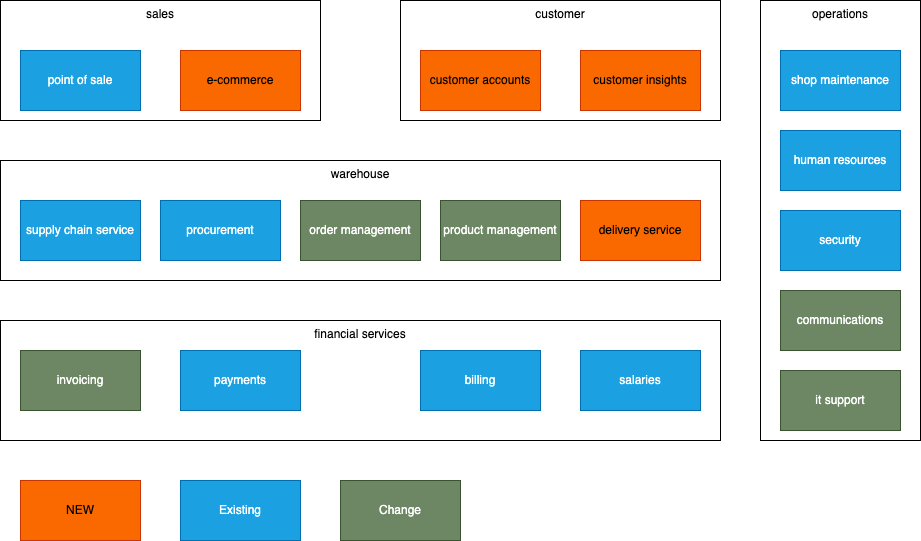 sales
point of sale
e-commerce
customer
customer accounts
customer insights
operations
shop maintenance
human resources
security
communications
it support
warehouse
supply chain service
procurement
order management
product management
delivery service
financial services
invoicing
payments
billing
salaries
NEW
Existing
Change